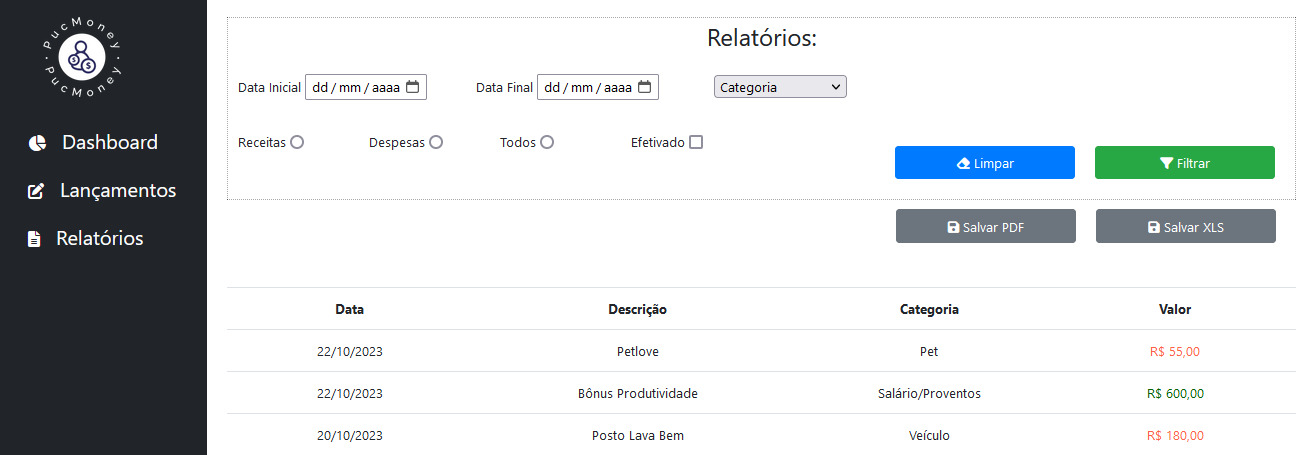 PucMoney
PucMoney
Dashboard
Lançamentos
Relatórios
Relatórios:
Data Inicial dd / mm / aaaa Data Final dd / mm / aaaa Categoria
Receitas Despesas Todos Efetivado
Limpar Filtrar
Salvar PDF Salvar XLS
Data Descrição Categoria Valor
22/10/2023 Petlove Pet R$ 55,00
22/10/2023 Bônus Produtividade Salário/Proventos R$ 600,00
20/10/2023 Posto Lava Bem Veículo R$ 180,00